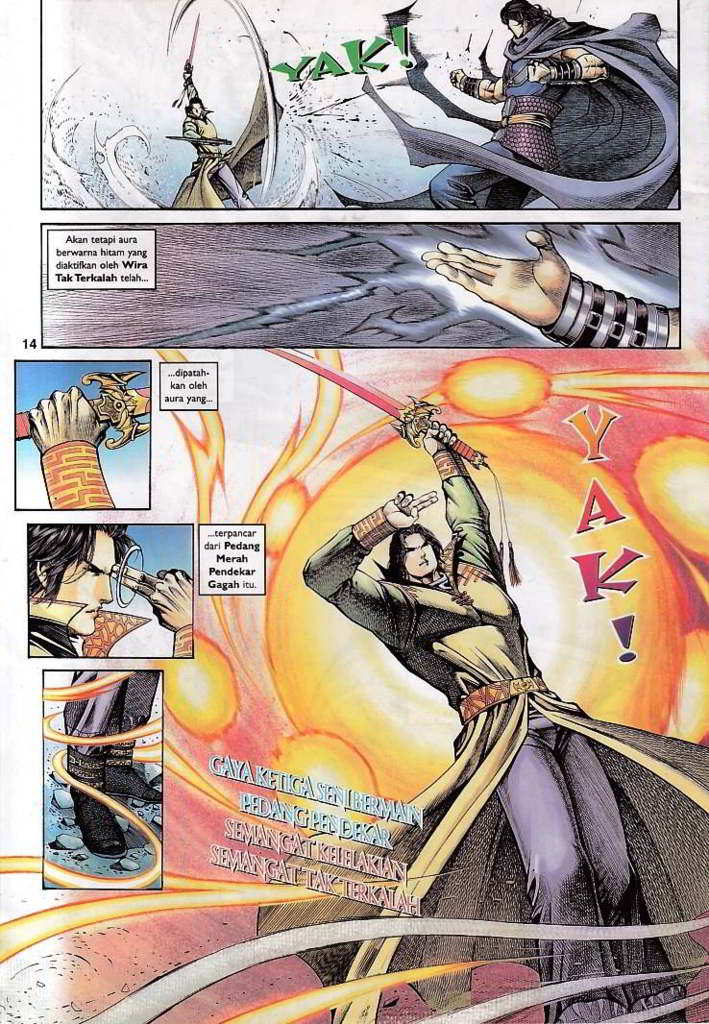 YAK!
Akan tetapi aura
berwarna hitam yang
diaktifkan oleh Wira
Tak Terkalah telah...
14
...dipatah-
kan oleh
aura yang...
YAK!
...terpancar
dari Pedang
Merah
Pendekar
Gagah itu.
GAYA KETIGA SENI BERMAIN
PEDANG PENDEKAR
SEMANGAT KELELAKIAN
SEMANGAT TAK TERKALAH